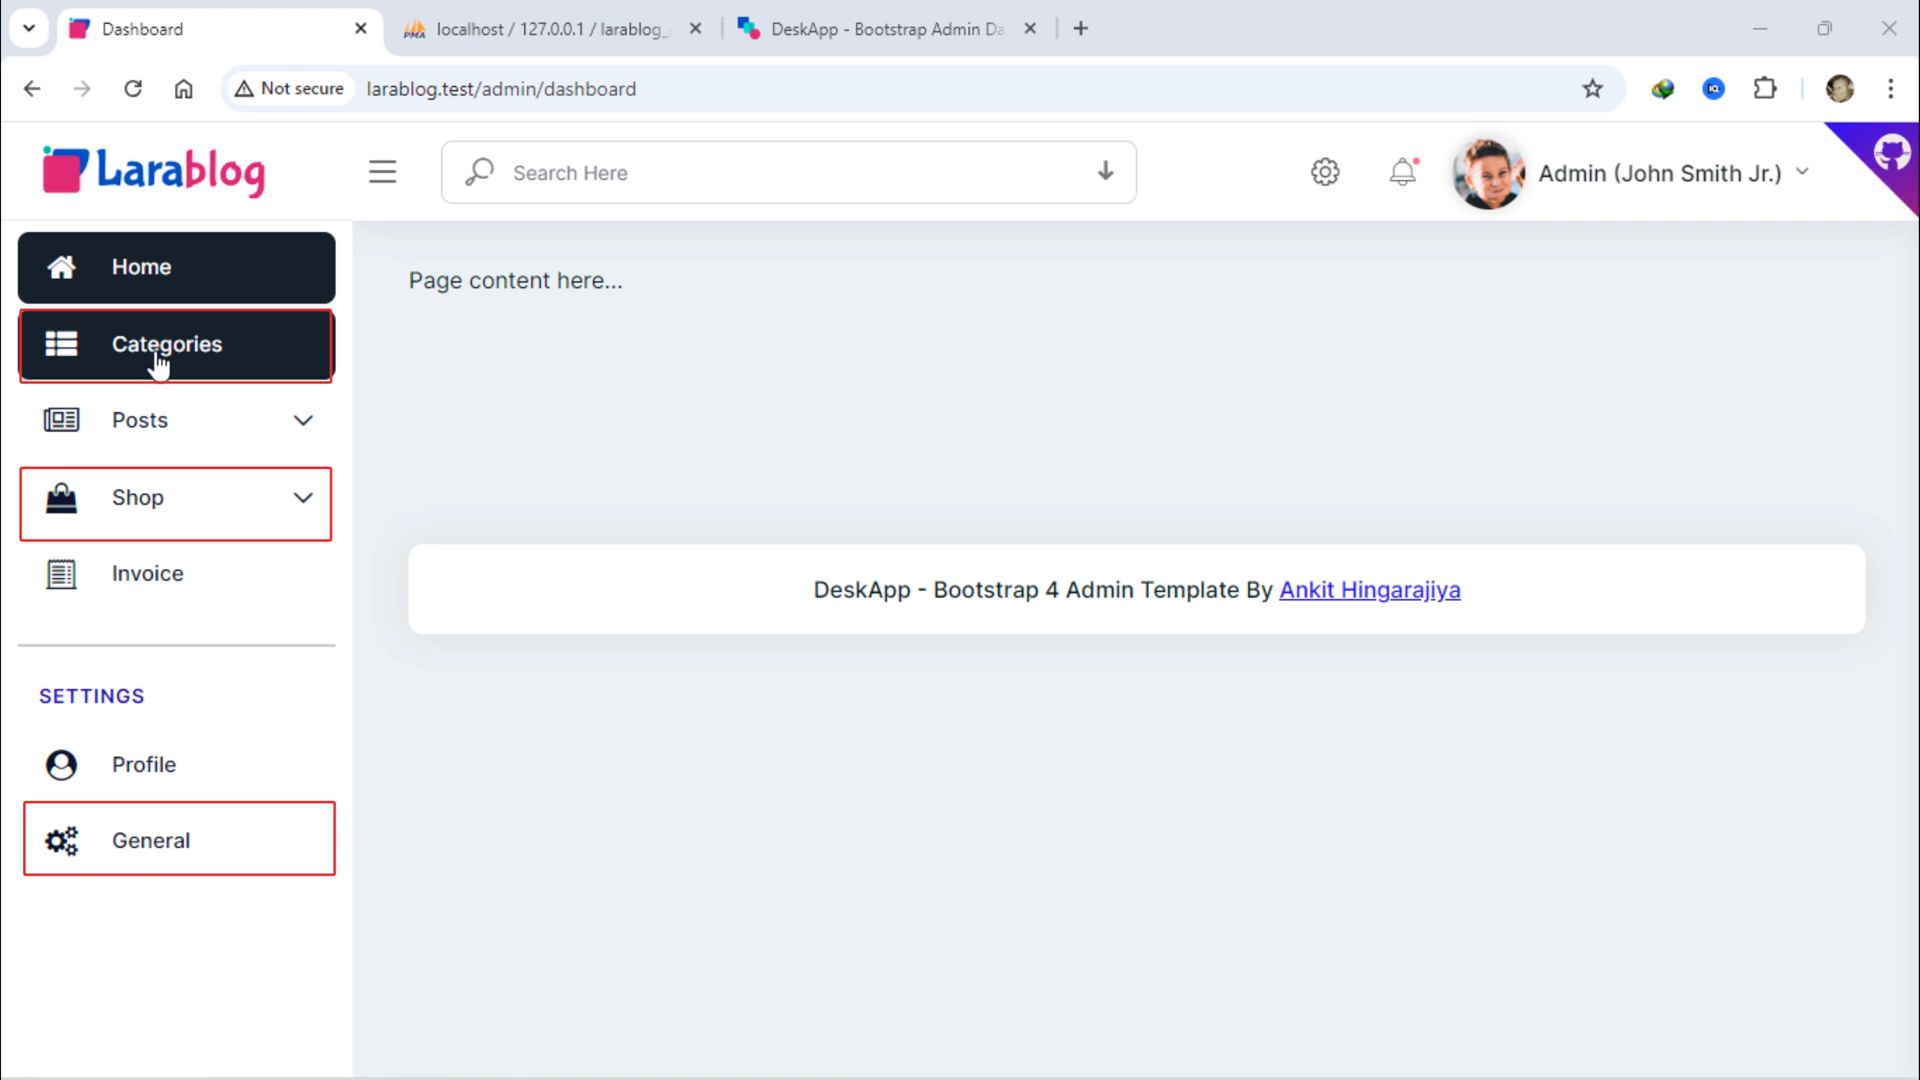 Dashboard
localhost / 127.0.0.1 / larablog_
DeskApp - Bootstrap Admin Da
Not secure
larablog.test/admin/dashboard
Larablog
Search Here
Admin (John Smith Jr.)
Home
Page content here...
Categories
Posts
Shop
Invoice
DeskApp - Bootstrap 4 Admin Template By Ankit Hingarajiya
SETTINGS
Profile
General